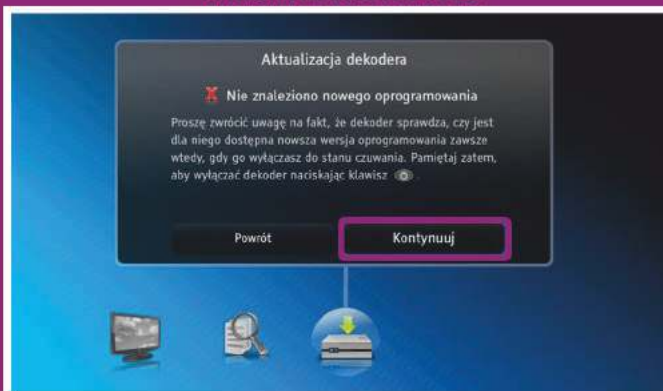 Aktualizacja dekodera
Nie znaleziono nowego oprogramowania
Proszę zwrócić uwagę na fakt, że dekoder sprawdza, czy jest
dla niego dostępna nowsza wersja oprogramowania zawsze
wtedy, gdy go wyłączasz do stanu czuwania. Pamiętaj zatem,
aby wyłączać dekoder naciskając klawisz .
Powrót
Kontynuuj